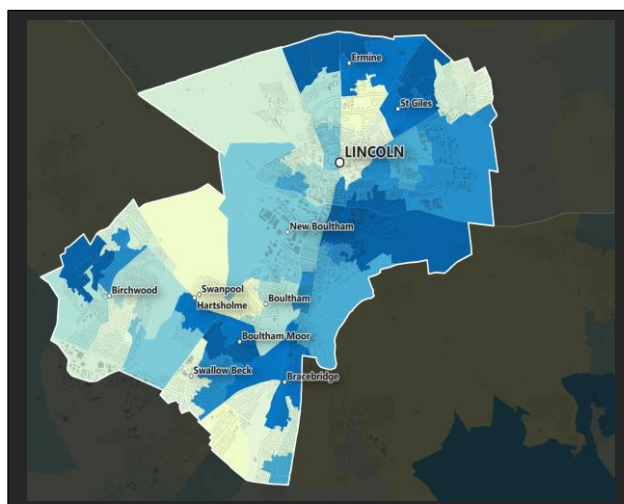 Ermine
St Giles
LINCOLN
New Boultham
Birchwood
Swanpool
Hartsholme
Boultham
Boultham Moor
Swallow Beck
Bracebridge